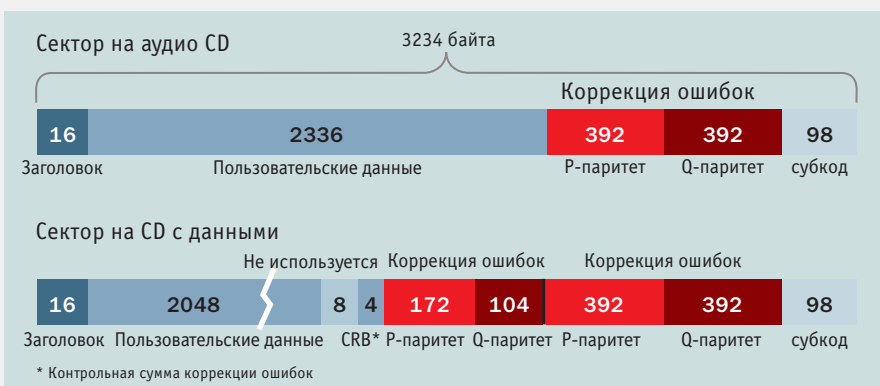 Сектор на аудио CD
3234 байта
Коррекция ошибок
16 2336 392 392 98
Заголовок Пользовательские данные P-паритет Q-паритет субкод
Сектор на CD с данными
Не используется Коррекция ошибок Коррекция ошибок
16 2048 8 4 172 104 392 392 98
Заголовок Пользовательские данные CRB* P-паритет Q-паритет P-паритет Q-паритет субкод
* Контрольная сумма коррекции ошибок